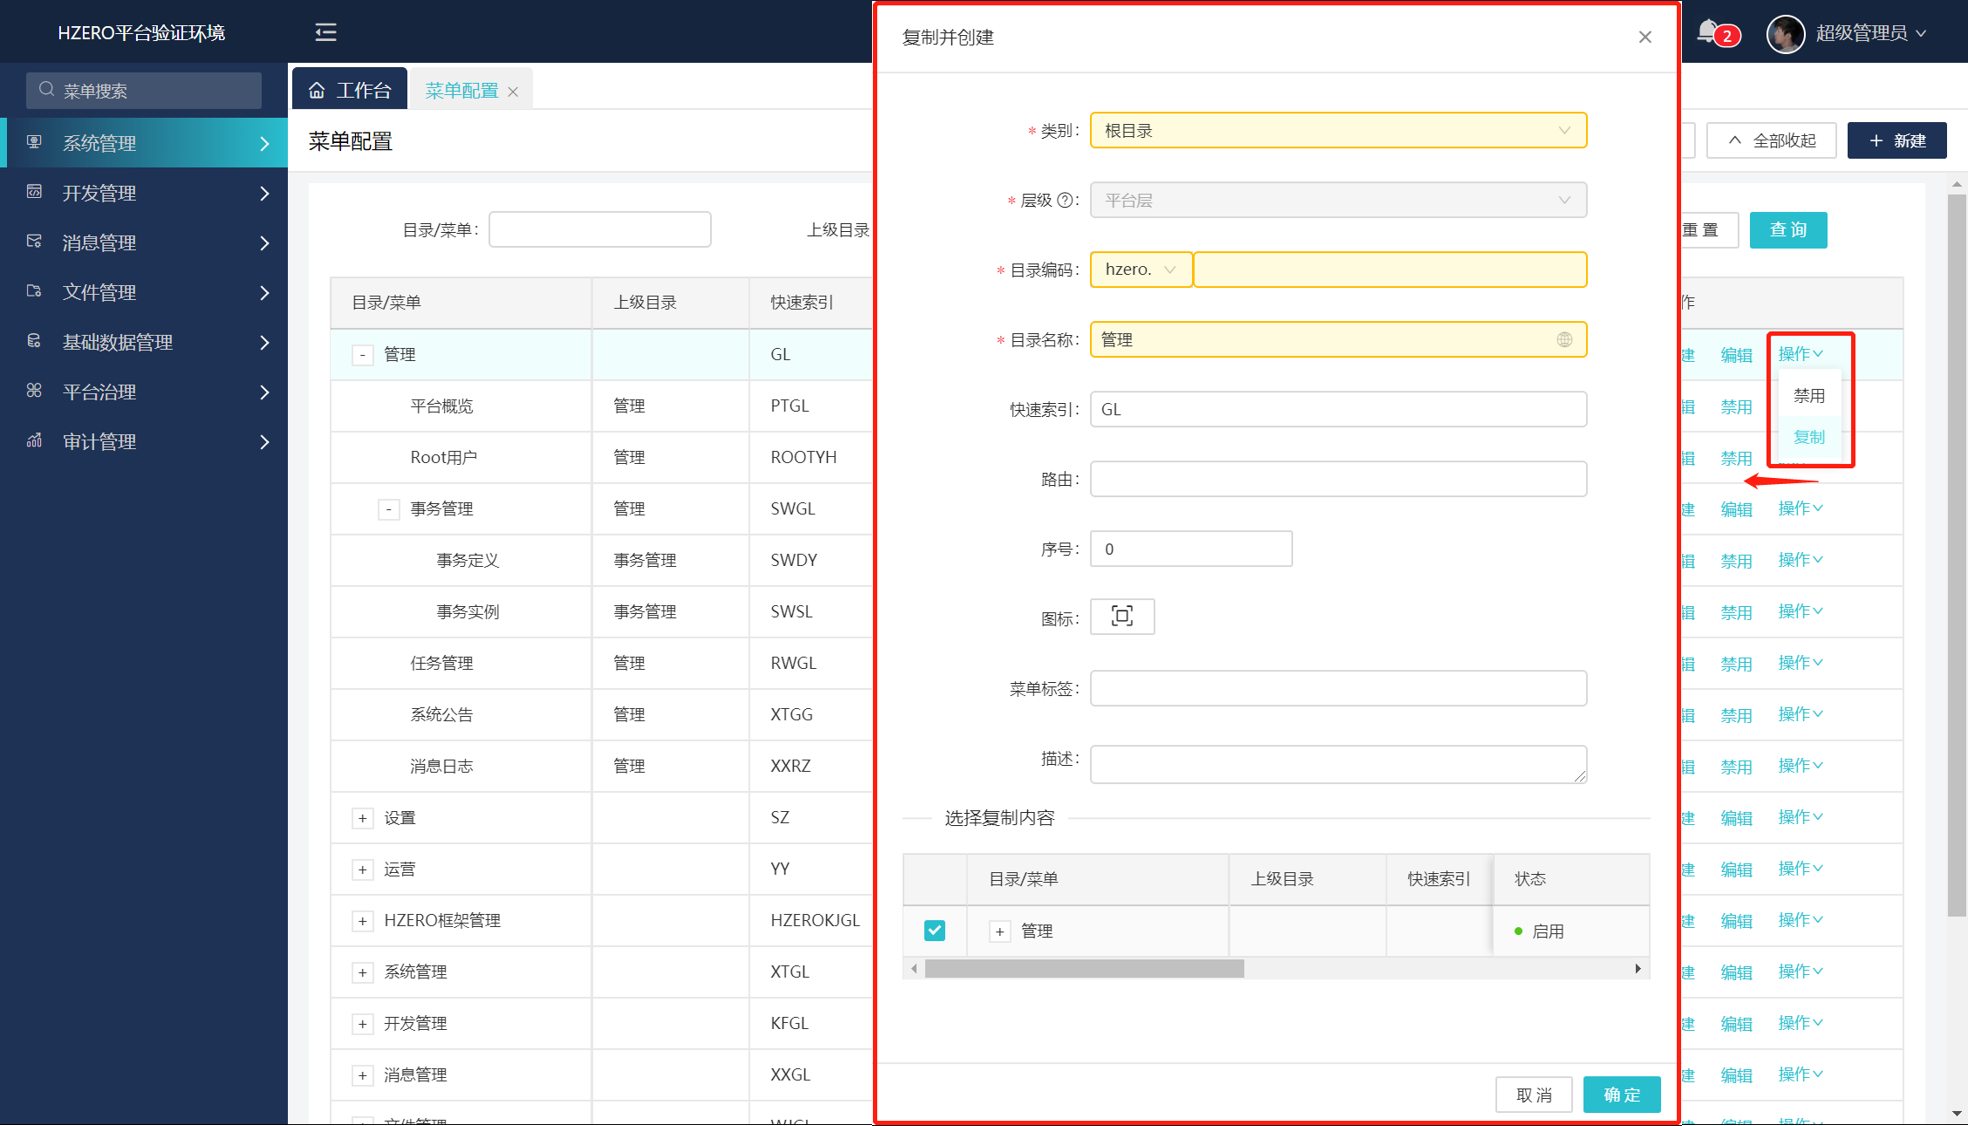 HZERO平台验证环境
2
超级管理员
菜单搜索
系统管理
开发管理
消息管理
文件管理
基础数据管理
平台治理
审计管理
工作台
菜单配置
菜单配置
全部收起
新建
目录/菜单:
上级目录
重置
查询
目录/菜单 上级目录 快速索引 作
- 管理 GL 建 编辑 操作
禁用
复制
平台概览 管理 PTGL 辑 禁用
Root用户 管理 ROOTYH 辑 禁用
- 事务管理 管理 SWGL 建 编辑 操作
事务定义 事务管理 SWDY 辑 禁用 操作
事务实例 事务管理 SWSL 辑 禁用 操作
任务管理 管理 RWGL 辑 禁用 操作
系统公告 管理 XTGG 辑 禁用 操作
消息日志 管理 XXRZ 辑 禁用 操作
+ 设置 SZ 建 编辑 操作
+ 运营 YY 建 编辑 操作
+ HZERO框架管理 HZEROKJGL 建 编辑 操作
+ 系统管理 XTGL 建 编辑 操作
+ 开发管理 KFGL 建 编辑 操作
+ 消息管理 XXGL 建 编辑 操作
复制并创建
* 类别: 根目录
* 层级 ?: 平台层
* 目录编码: hzero.
* 目录名称: 管理
快速索引: GL
路由:
序号: 0
图标:
菜单标签:
描述:
选择复制内容
目录/菜单 上级目录 快速索引 状态
+ 管理 启用
取消 确定